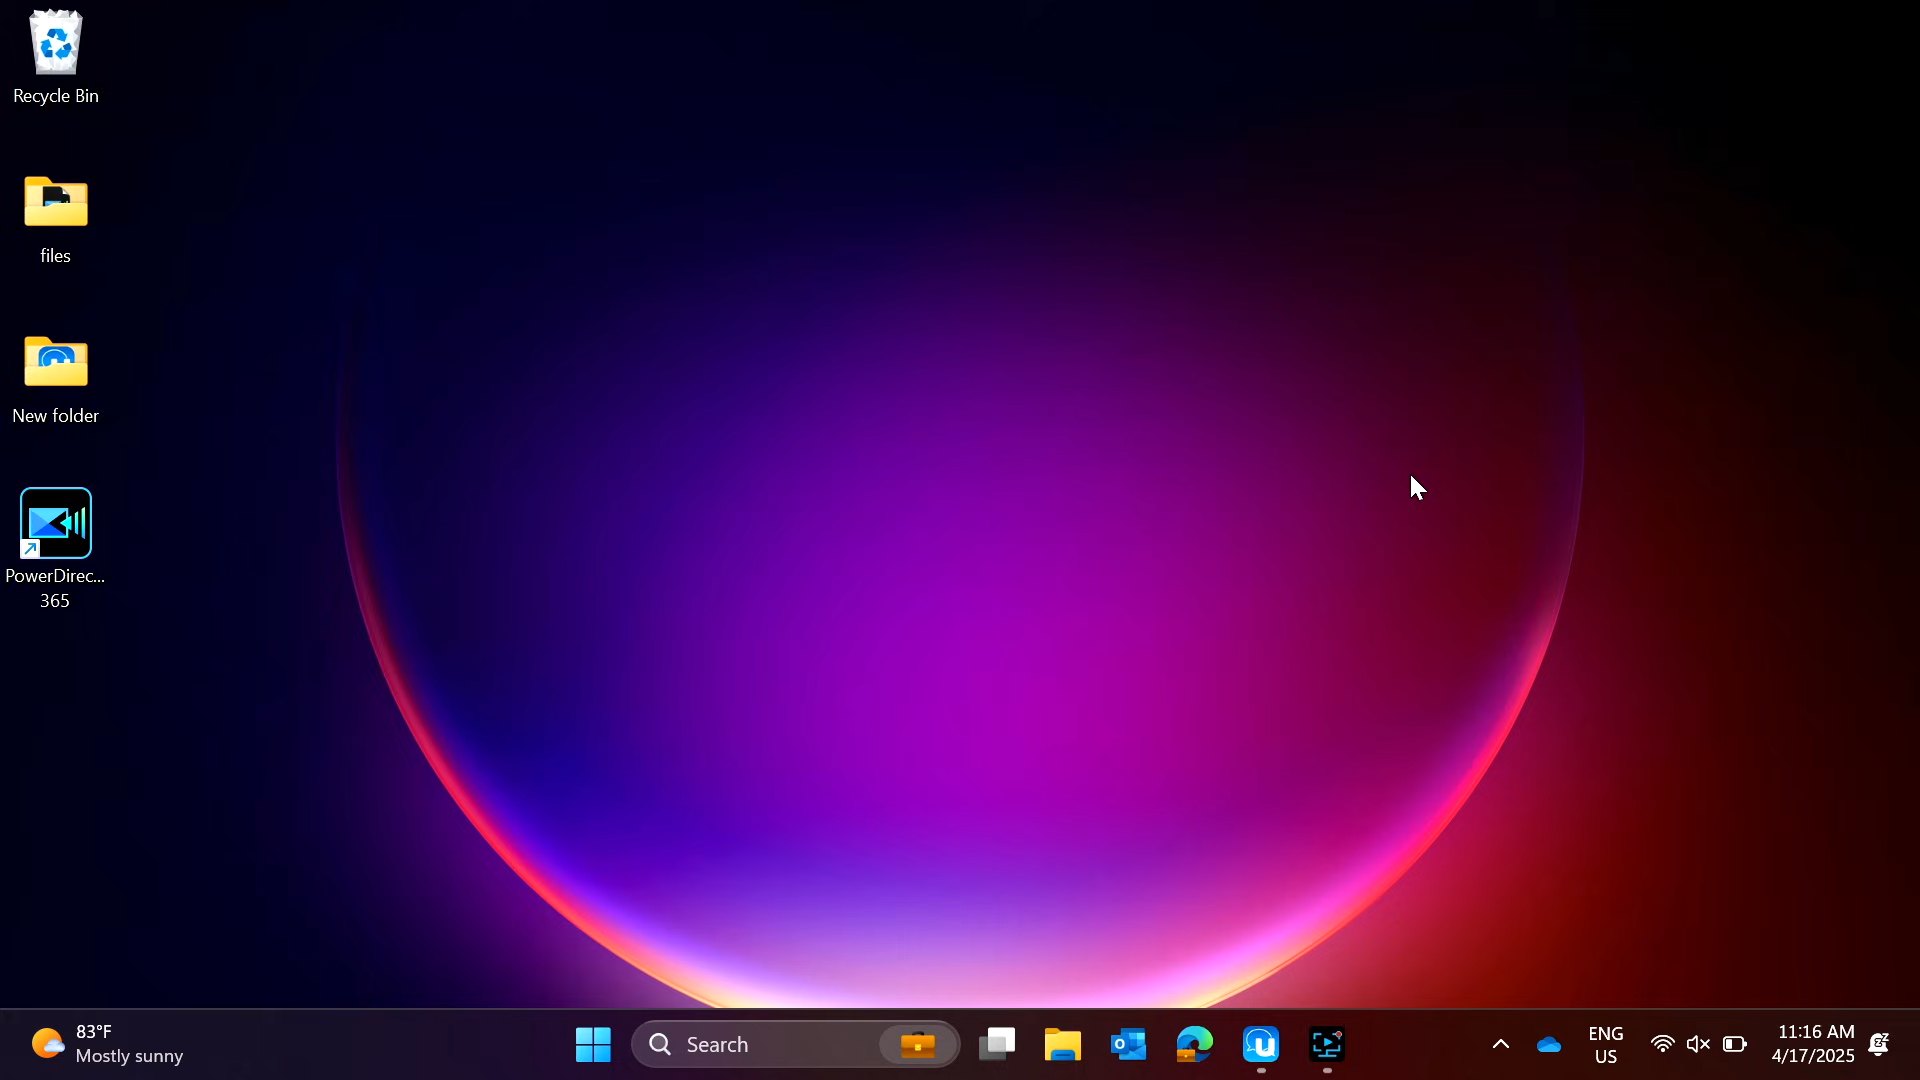 Recycle Bin
files
New folder
PowerDirec...
365
83°F
Mostly sunny
Search
ENG
US
11:16 AM
4/17/2025